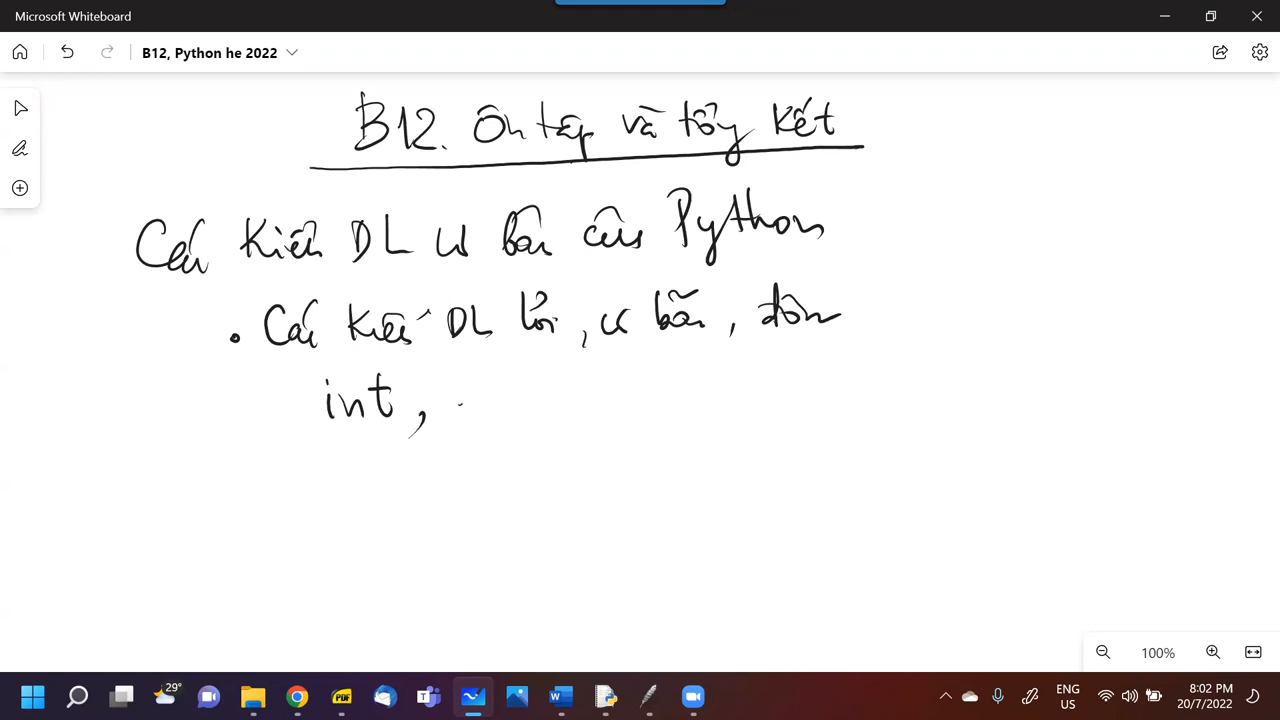 Microsoft Whiteboard
B12, Python he 2022
B12. Ôn tập và tổng kết
Các kiểu DL cơ bản của Python
. Các kiểu DL lõi, cơ bản, đơn
int,
100%
29°
ENG
US
8:02 PM
20/7/2022